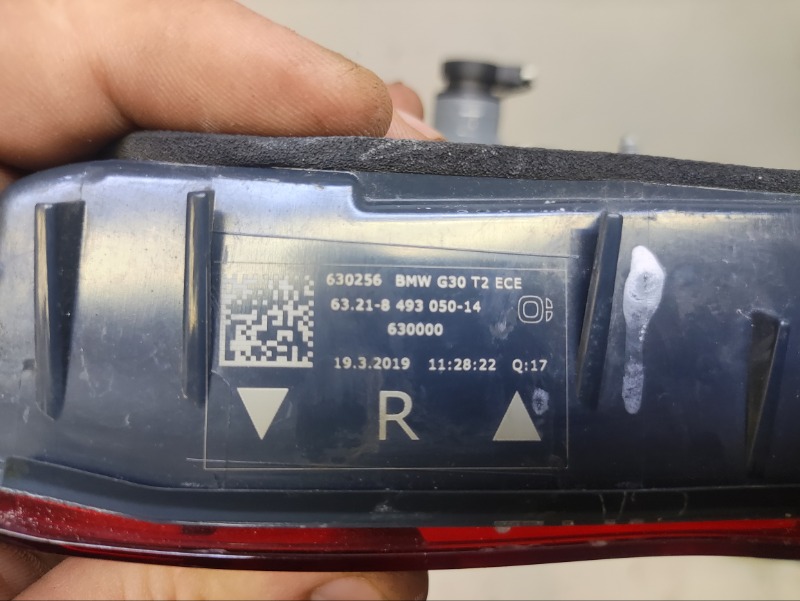 630256 BMW G30 T2 ECE
63.21-8 493 050-14
630000
19.3.2019 11:28:22 Q:17
R